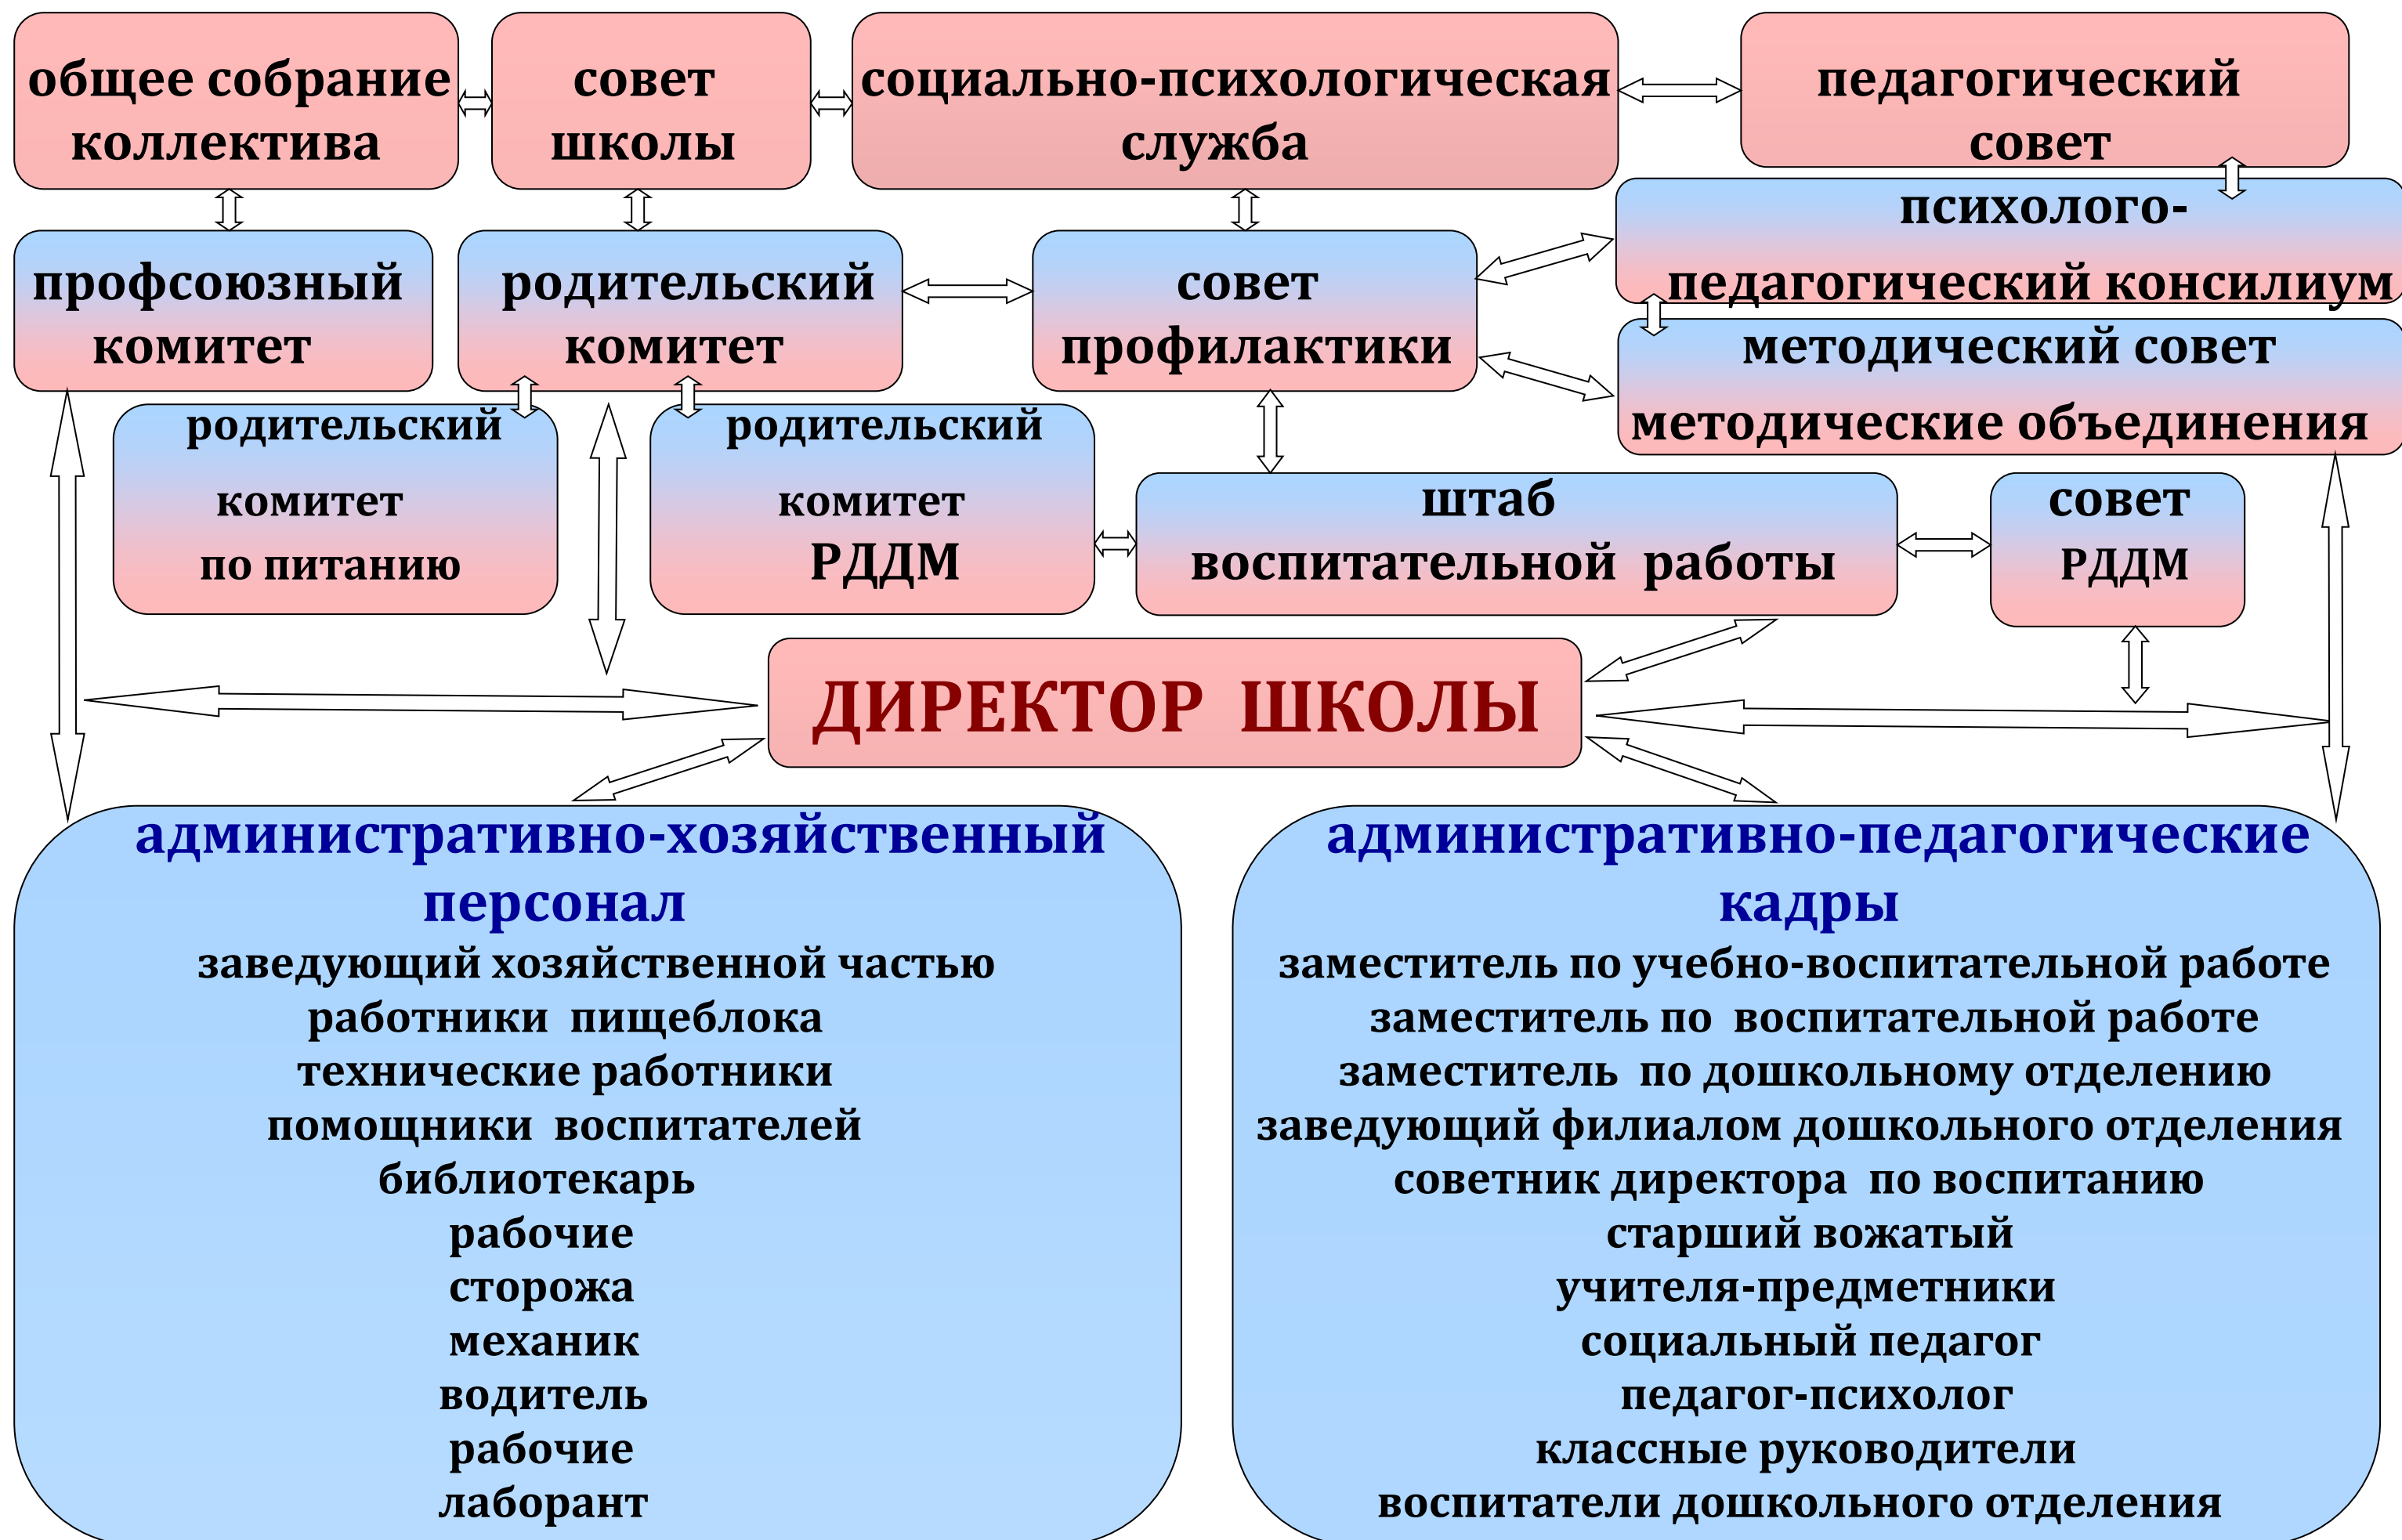 общее собрание
коллектива
совет
школы
социально-психологическая
служба
педагогический
совет
профсоюзный
комитет
родительский
комитет
совет
профилактики
психолого-
педагогический консилиум
методический совет
методические объединения
родительский
комитет
по питанию
родительский
комитет
РДДМ
штаб
воспитательной работы
совет
РДДМ
ДИРЕКТОР ШКОЛЫ
административно-хозяйственный
персонал
заведующий хозяйственной частью
работники пищеблока
технические работники
помощники воспитателей
библиотекарь
рабочие
сторожа
механик
водитель
рабочие
лаборант
административно-педагогические
кадры
заместитель по учебно-воспитательной работе
заместитель по воспитательной работе
заместитель по дошкольному отделению
заведующий филиалом дошкольного отделения
советник директора по воспитанию
старший вожатый
учителя-предметники
социальный педагог
педагог-психолог
классные руководители
воспитатели дошкольного отделения